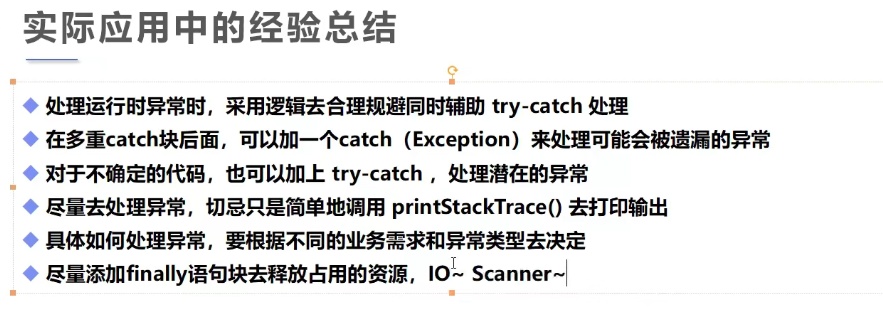 实际应用中的经验总结
处理运行时异常时，采用逻辑去合理规避同时辅助 try-catch 处理
在多重catch块后面，可以加一个catch（Exception）来处理可能会被遗漏的异常
对于不确定的代码，也可以加上 try-catch ，处理潜在的异常
尽量去处理异常，切忌只是简单地调用 printStackTrace() 去打印输出
具体如何处理异常，要根据不同的业务需求和异常类型去决定
尽量添加finally语句块去释放占用的资源，IO~ Scanner~